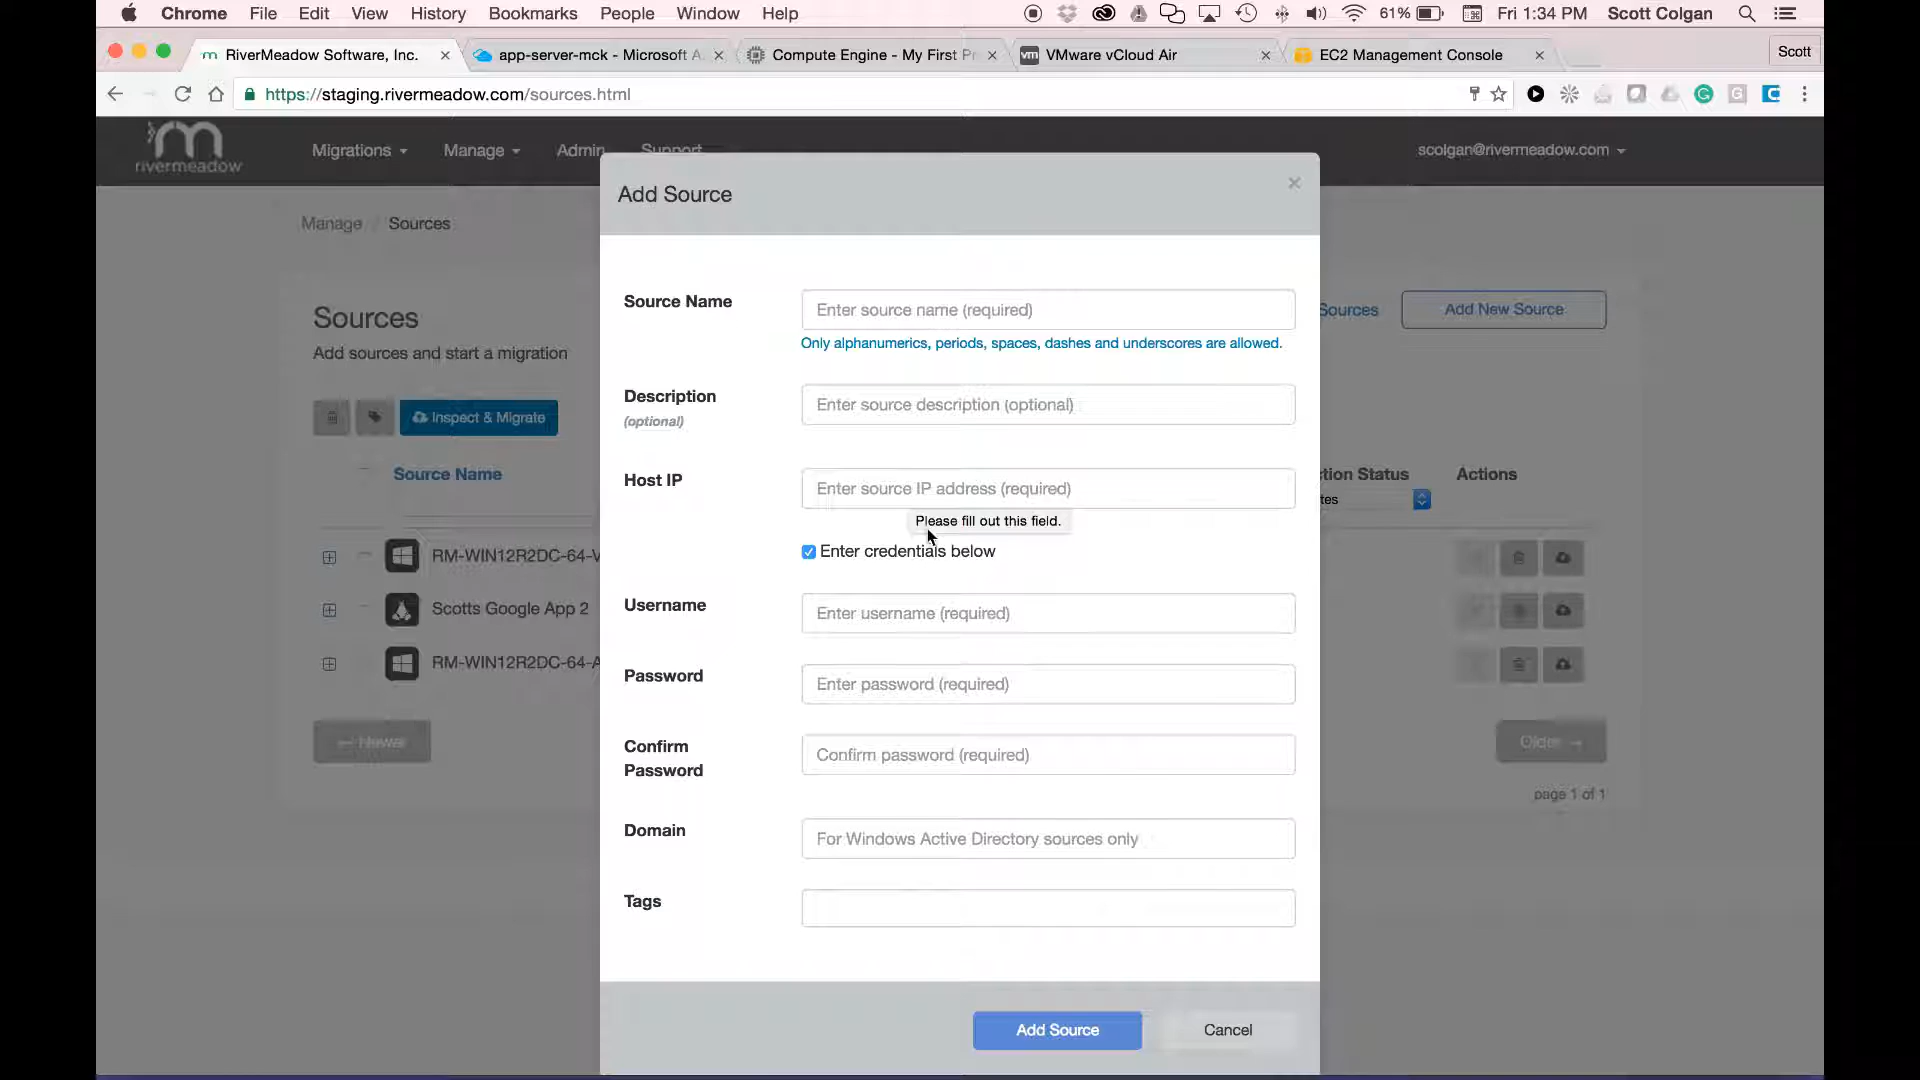 Chrome File Edit View History Bookmarks People Window Help 61% Fri 1:34 PM Scott Colgan
RiverMeadow Software, Inc. app-server-mck - Microsoft A Compute Engine - My First Pr VMware vCloud Air EC2 Management Console Scott
https://staging.rivermeadow.com/sources.html
rivermeadow Migrations Manage Admin Support scolgan@rivermeadow.com
Add Source
Manage Sources
Source Name Enter source name (required)
Only alphanumerics, periods, spaces, dashes and underscores are allowed.
Sources Sources Add New Source
Add sources and start a migration
Description Enter source description (optional)
(optional)
Inspect & Migrate
Source Name Host IP Enter source IP address (required) ction Status Actions
tes
Please fill out this field.
Enter credentials below
RM-WIN12R2DC-64-V
Scotts Google App 2 Username Enter username (required)
RM-WIN12R2DC-64-A Password Enter password (required)
Newer Confirm Password Confirm password (required) Older
page 1 of 1
Domain For Windows Active Directory sources only
Tags
Add Source Cancel